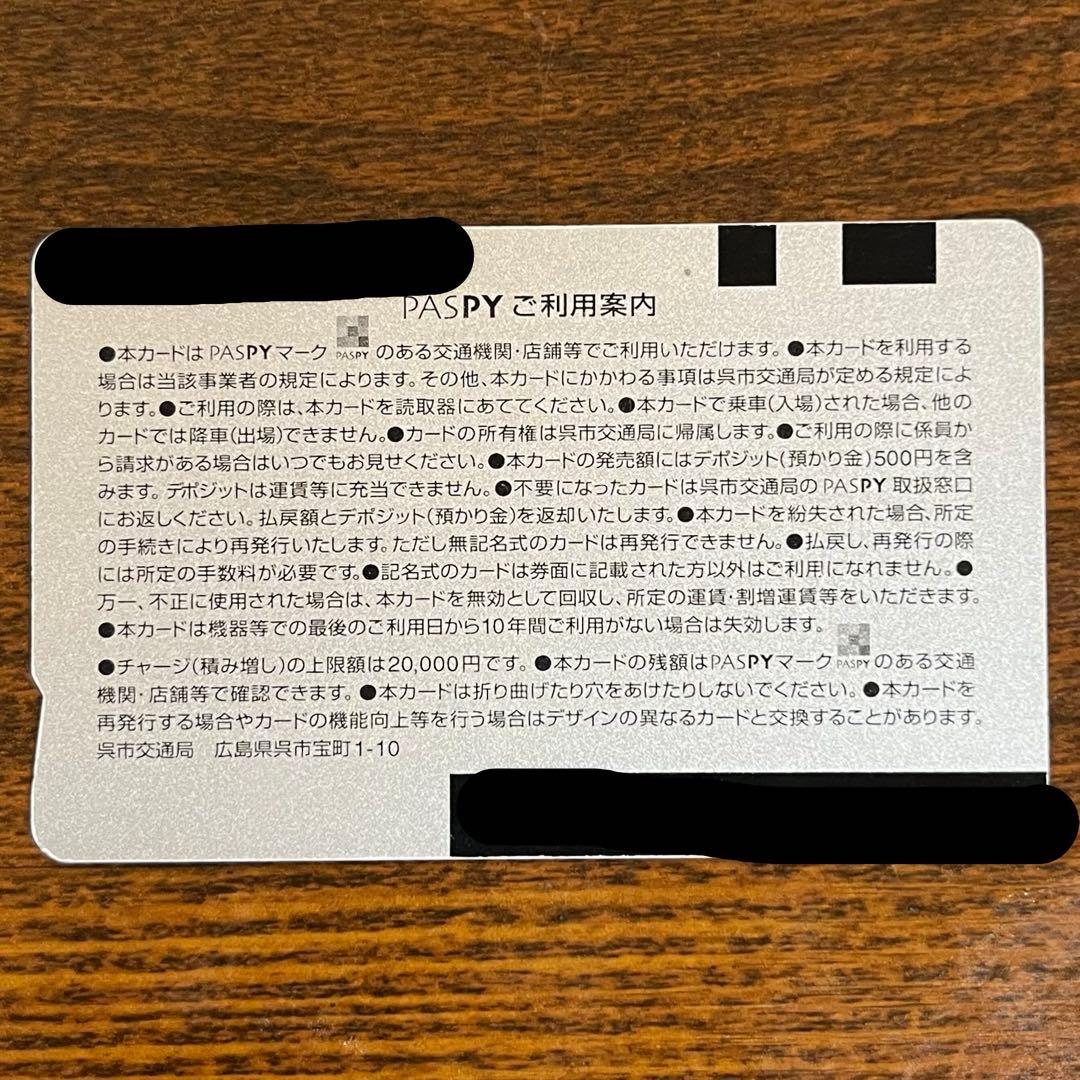 PASPY ご利用案内
●本カードは PASPYマーク PASPY のある交通機関・店舗等でご利用いただけます。●本カードを利用する
場合は当該事業者の規定によります。その他、本カードにかかわる事項は呉市交通局が定める規定によ
ります。●ご利用の際は、本カードを読取器にあててください。●本カードで乗車(入場)された場合、他の
カードでは降車(出場)できません。●カードの所有権は呉市交通局に帰属します。●ご利用の際に係員か
ら請求がある場合はいつでもお見せください。●本カードの発売額にはデポジット(預かり金)500円を含
みます。デポジットは運賃等に充当できません。●不要になったカードは呉市交通局のPASPY 取扱窓口
にお返しください。払戻額とデポジット(預かり金)を返却いたします。●本カードを紛失された場合、所定
の手続きにより再発行いたします。ただし無記名式のカードは再発行できません。●払戻し、再発行の際
には所定の手数料が必要です。●記名式のカードは券面に記載された方以外はご利用になれません。●
万一、不正に使用された場合は、本カードを無効として回収し、所定の運賃・割増運賃等をいただきます。
●本カードは機器等での最後のご利用日から10年間ご利用がない場合は失効します。
●チャージ(積み増し)の上限額は20,000円です。●本カードの残額はPASPYマーク PASPY のある交通
機関・店舗等で確認できます。●本カードは折り曲げたり穴をあけたりしないでください。●本カードを
再発行する場合やカードの機能向上等を行う場合はデザインの異なるカードと交換することがあります。
呉市交通局 広島県呉市宝町1-10